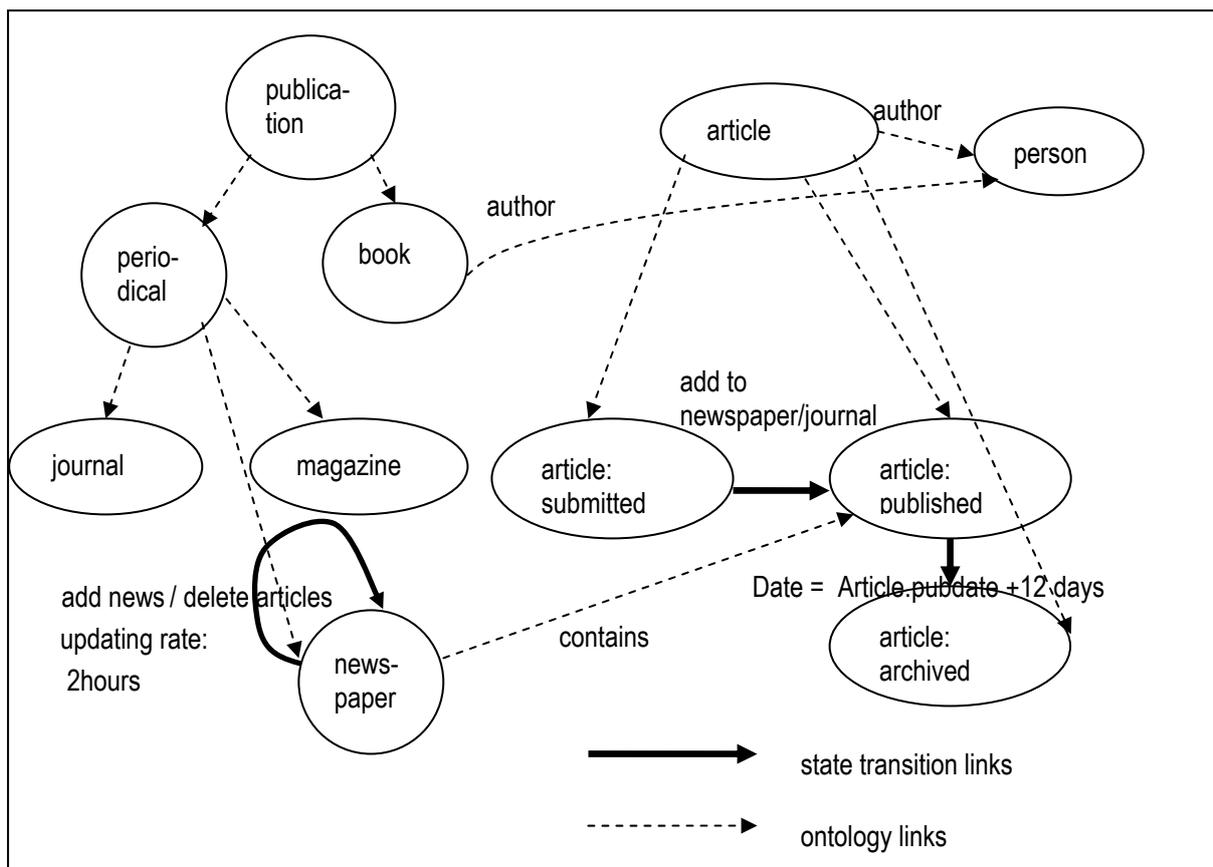 publica-
tion
article
author
person
author
book
perio-
dical
add to
newspaper/journal
journal
magazine
article:
submitted
article:
published
add news / delete articles
updating rate:
2hours
Date = Article.pubdate +12 days
contains
news-
paper
article:
archived
state transition links
ontology links